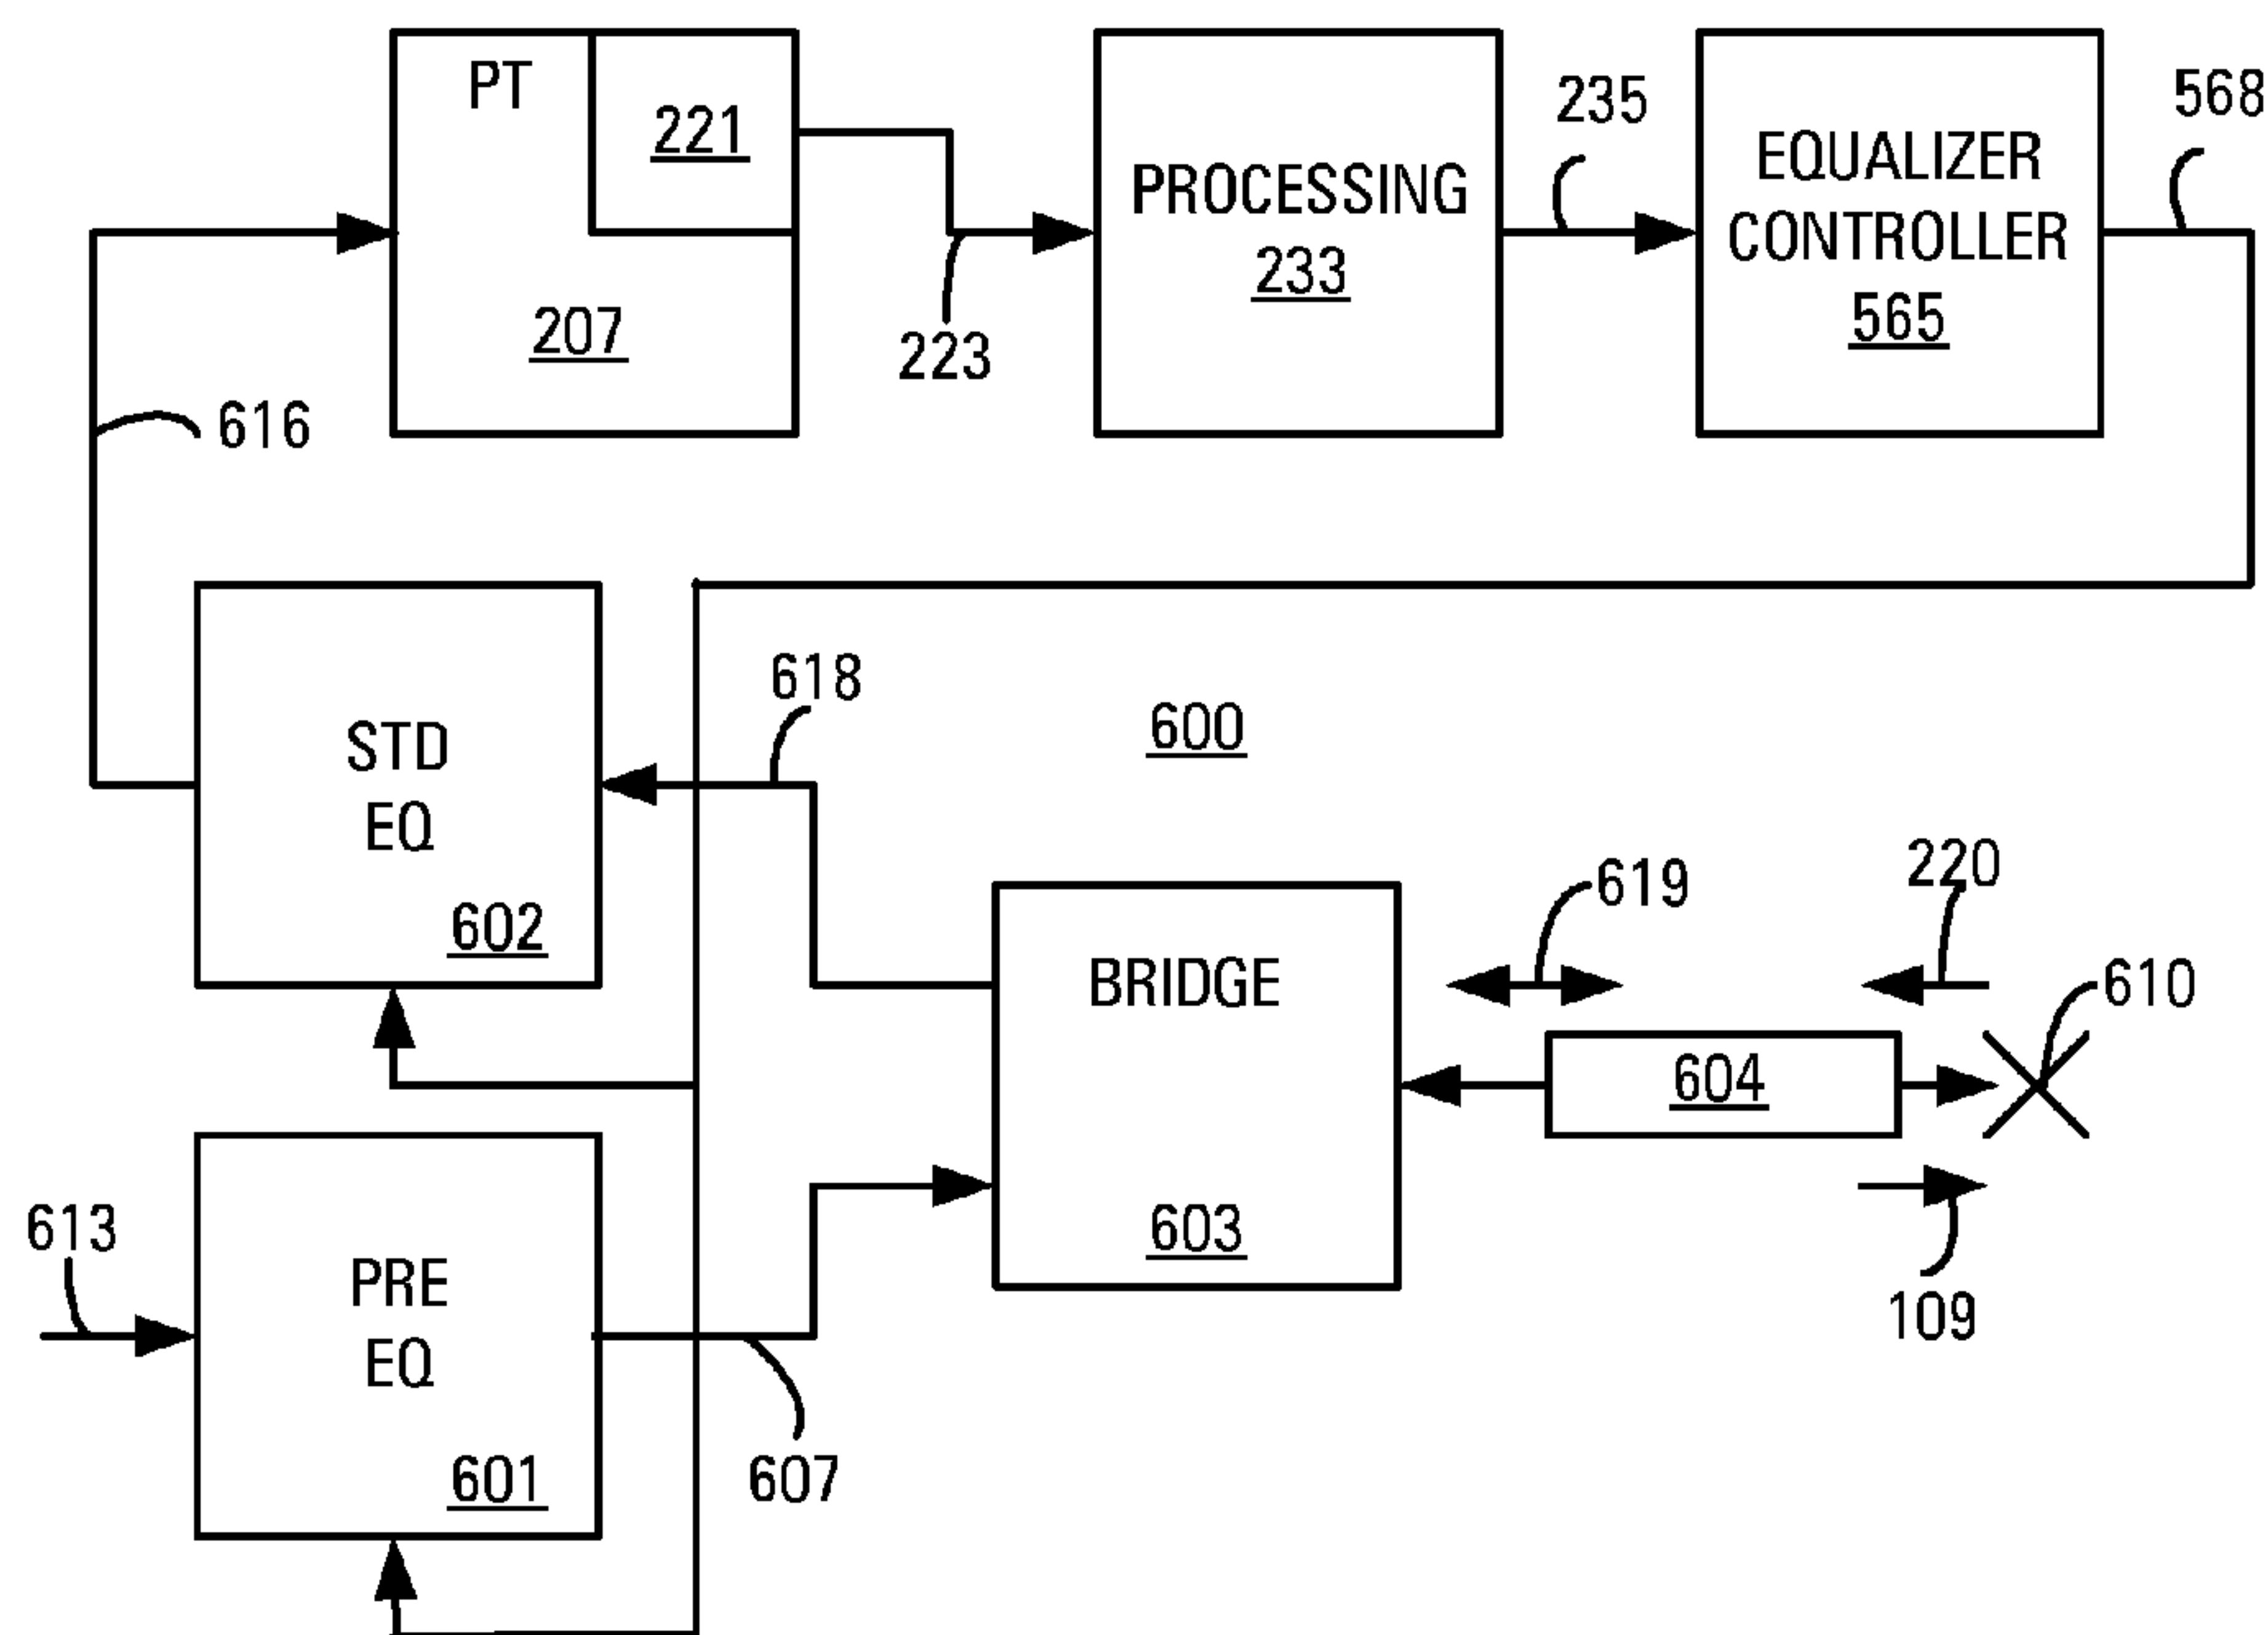 PT
221
207
223
PROCESSING
233
235
EQUALIZER
CONTROLLER
565
568
616
STD
EQ
602
618
600
619
220
610
BRIDGE
603
604
109
613
PRE
EQ
601
607